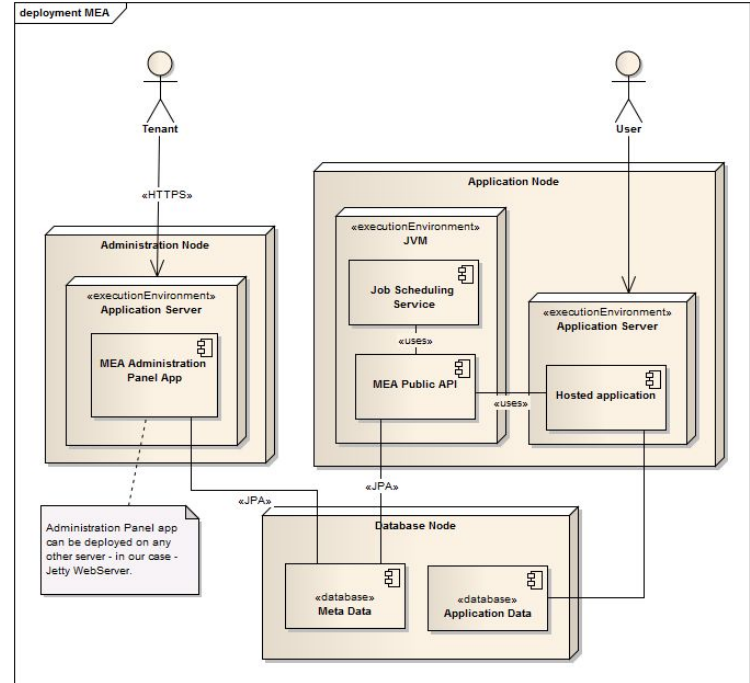 deployment MEA
Tenant
User
«HTTPS»
Application Node
Administration Node
«executionEnvironment»
JVM
«executionEnvironment»
Application Server
Job Scheduling
Service
«executionEnvironment»
Application Server
«uses»
MEA Administration
Panel App
MEA Public API
«uses»
Hosted application
«JPA»
«JPA»
Administration Panel app
can be deployed on any
other server - in our case -
Jetty WebServer.
Database Node
«database»
Meta Data
«database»
Application Data